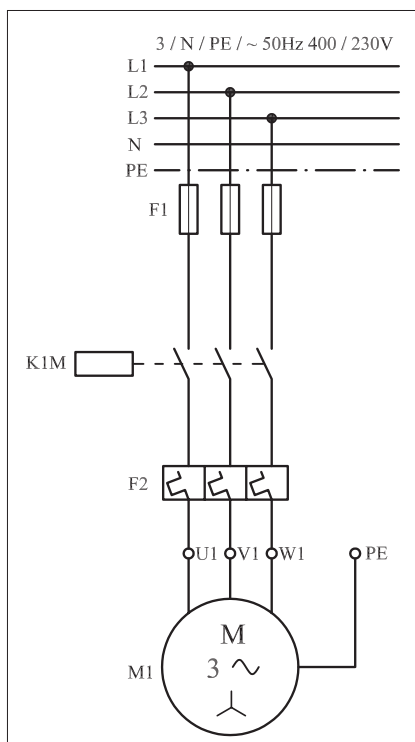 3 / N / PE / ~ 50Hz 400 / 230V
L1
L2
L3
N
PE
F1
K1M
F2
U1 V1 W1 PE
M
M1 3 ~